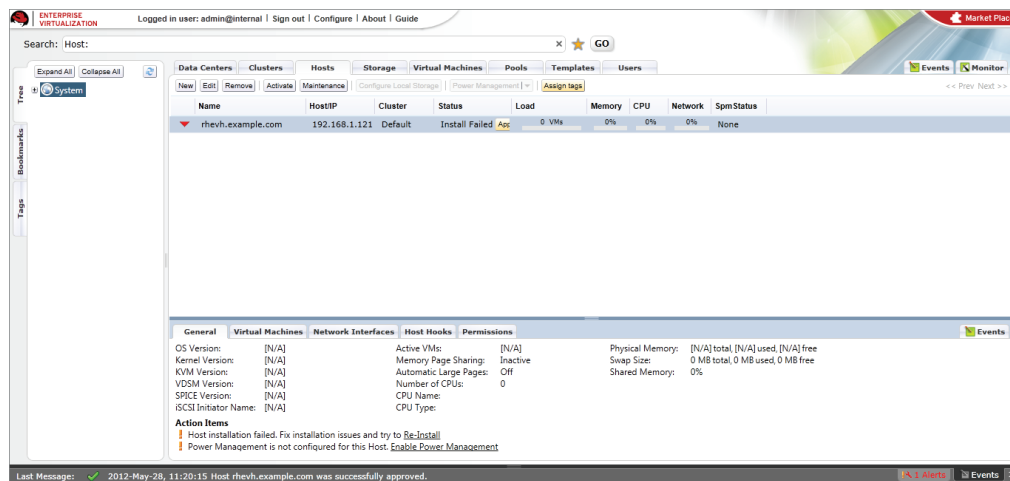 ENTERPRISE
VIRTUALIZATION
Logged in user: admin@internal | Sign out | Configure | About | Guide
Market Plac
Search: Host: × GO
Expand All Collapse All
Data Centers Clusters Hosts Storage Virtual Machines Pools Templates Users Events Monitor
New Edit Remove Activate Maintenance Configure Local Storage Power Management Assign tags << Prev Next >>
Tree
System
Bookmarks
Tags
Name Host/IP Cluster Status Load Memory CPU Network SpmStatus
rhevh.example.com 192.168.1.121 Default Install Failed App 0 VMs 0% 0% 0% None
General Virtual Machines Network Interfaces Host Hooks Permissions Events
OS Version: [N/A] Active VMs: [N/A] Physical Memory: [N/A] total, [N/A] used, [N/A] free
Kernel Version: [N/A] Memory Page Sharing: Inactive Swap Size: 0 MB total, 0 MB used, 0 MB free
KVM Version: [N/A] Automatic Large Pages: Off Shared Memory: 0%
VDSM Version: [N/A] Number of CPUs: 0
SPICE Version: [N/A] CPU Name:
iSCSI Initiator Name: [N/A] CPU Type:
Action Items
Host installation failed. Fix installation issues and try to Re-Install
Power Management is not configured for this Host. Enable Power Management
Last Message: 2012-May-28, 11:20:15 Host rhevh.example.com was successfully approved. 1 Alerts Events